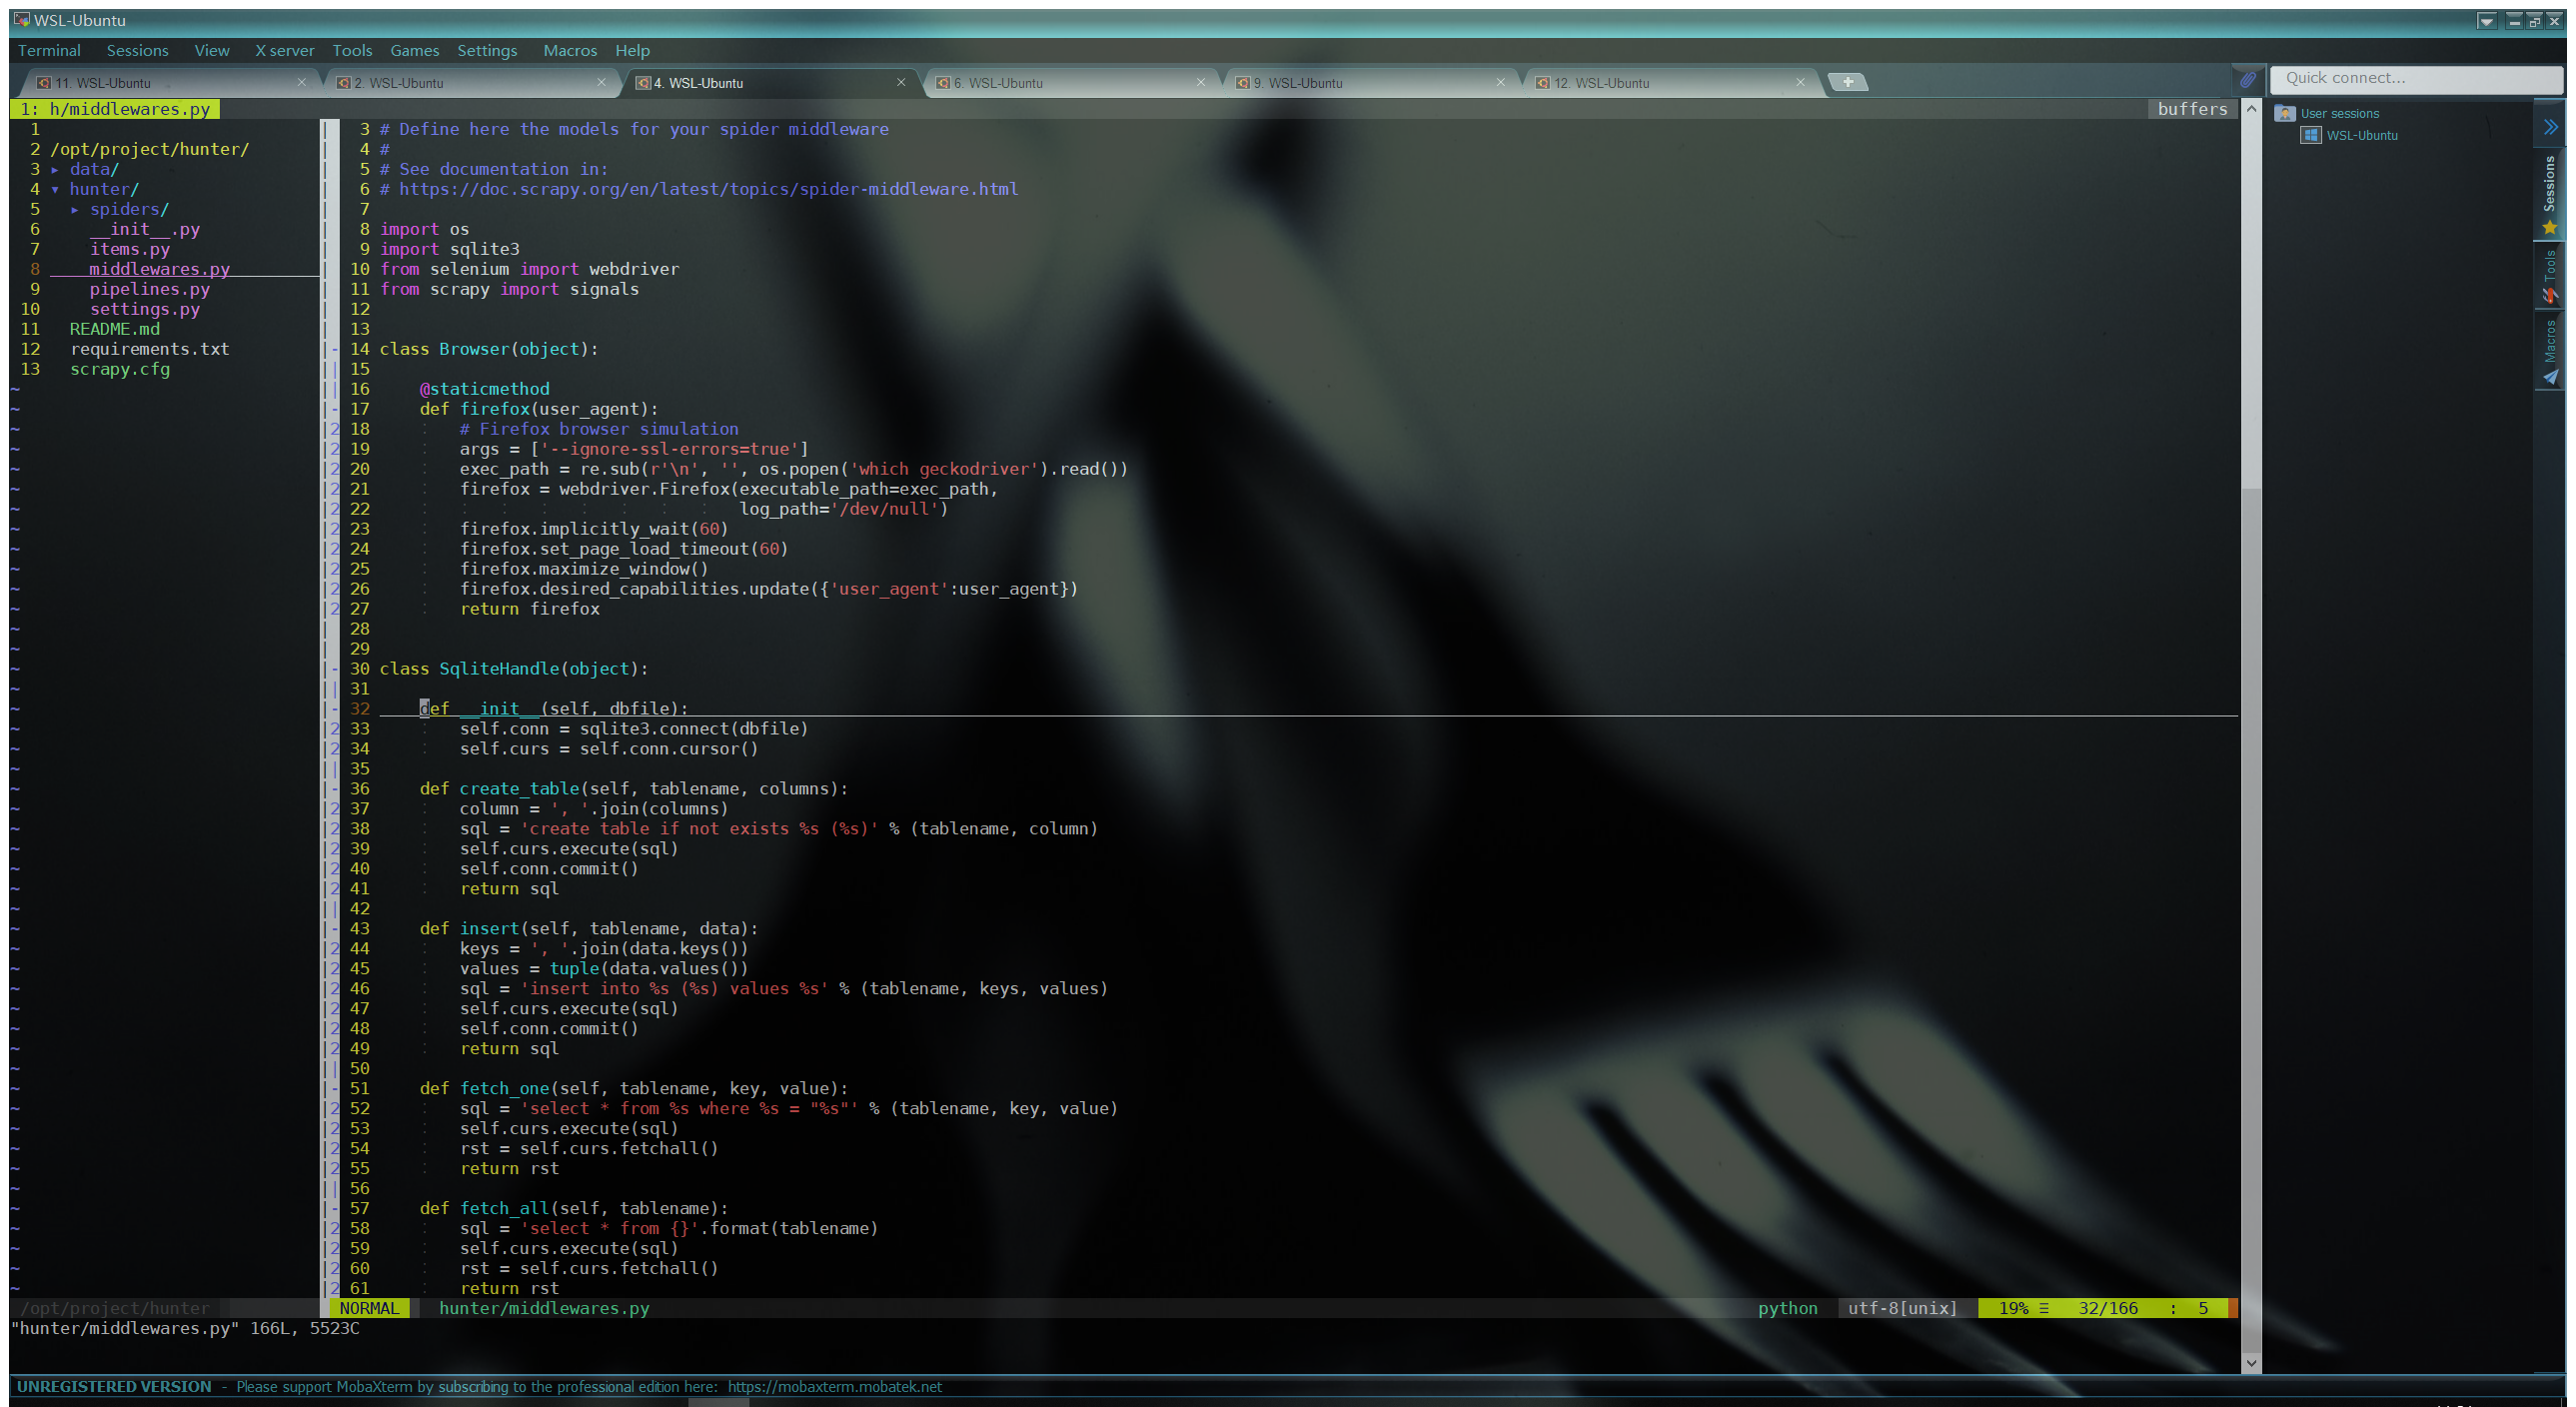 WSL-Ubuntu
Terminal Sessions View X server Tools Games Settings Macros Help
11. WSL-Ubuntu 2. WSL-Ubuntu 4. WSL-Ubuntu 6. WSL-Ubuntu 9. WSL-Ubuntu 12. WSL-Ubuntu
Quick connect...
1: h/middlewares.py
buffers
1
2 /opt/project/hunter/
3 ▸ data/
4 ▾ hunter/
5 ▸ spiders/
6 __init__.py
7 items.py
8 middlewares.py
9 pipelines.py
10 settings.py
11 README.md
12 requirements.txt
13 scrapy.cfg
3 # Define here the models for your spider middleware
4 #
5 # See documentation in:
6 # https://doc.scrapy.org/en/latest/topics/spider-middleware.html
7
8 import os
9 import sqlite3
10 from selenium import webdriver
11 from scrapy import signals
12
13
14 class Browser(object):
15
16     @staticmethod
17     def firefox(user_agent):
18         # Firefox browser simulation
19         args = ['--ignore-ssl-errors=true']
20         exec_path = re.sub(r'\n', '', os.popen('which geckodriver').read())
21         firefox = webdriver.Firefox(executable_path=exec_path,
22                                     log_path='/dev/null')
23         firefox.implicitly_wait(60)
24         firefox.set_page_load_timeout(60)
25         firefox.maximize_window()
26         firefox.desired_capabilities.update({'user_agent':user_agent})
27         return firefox
28
29
30 class SqliteHandle(object):
31
32     def __init__(self, dbfile):
33         self.conn = sqlite3.connect(dbfile)
34         self.curs = self.conn.cursor()
35
36     def create_table(self, tablename, columns):
37         column = ', '.join(columns)
38         sql = 'create table if not exists %s (%s)' % (tablename, column)
39         self.curs.execute(sql)
40         self.conn.commit()
41         return sql
42
43     def insert(self, tablename, data):
44         keys = ', '.join(data.keys())
45         values = tuple(data.values())
46         sql = 'insert into %s (%s) values %s' % (tablename, keys, values)
47         self.curs.execute(sql)
48         self.conn.commit()
49         return sql
50
51     def fetch_one(self, tablename, key, value):
52         sql = 'select * from %s where %s = "%s"' % (tablename, key, value)
53         self.curs.execute(sql)
54         rst = self.curs.fetchall()
55         return rst
56
57     def fetch_all(self, tablename):
58         sql = 'select * from {}'.format(tablename)
59         self.curs.execute(sql)
60         rst = self.curs.fetchall()
61         return rst
/opt/project/hunter NORMAL hunter/middlewares.py python utf-8[unix] 19% ☰ 32/166 : 5
"hunter/middlewares.py" 166L, 5523C
User sessions
WSL-Ubuntu
Sessions
Tools
Macros
UNREGISTERED VERSION - Please support MobaXterm by subscribing to the professional edition here: https://mobaxterm.mobatek.net